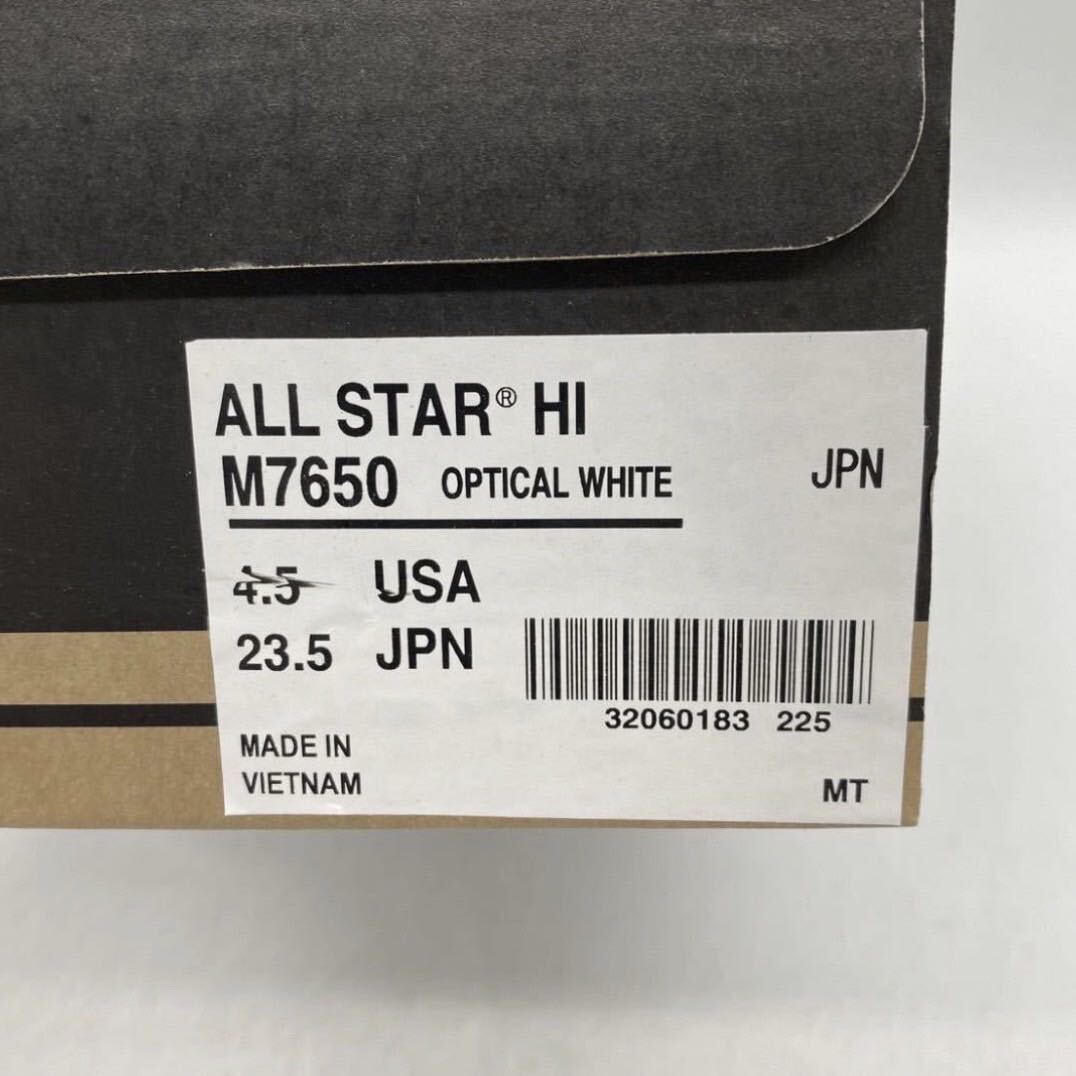 ALL STAR® HI
M7650 OPTICAL WHITE JPN
4.5 USA
23.5 JPN
32060183 225
MADE IN
VIETNAM
MT